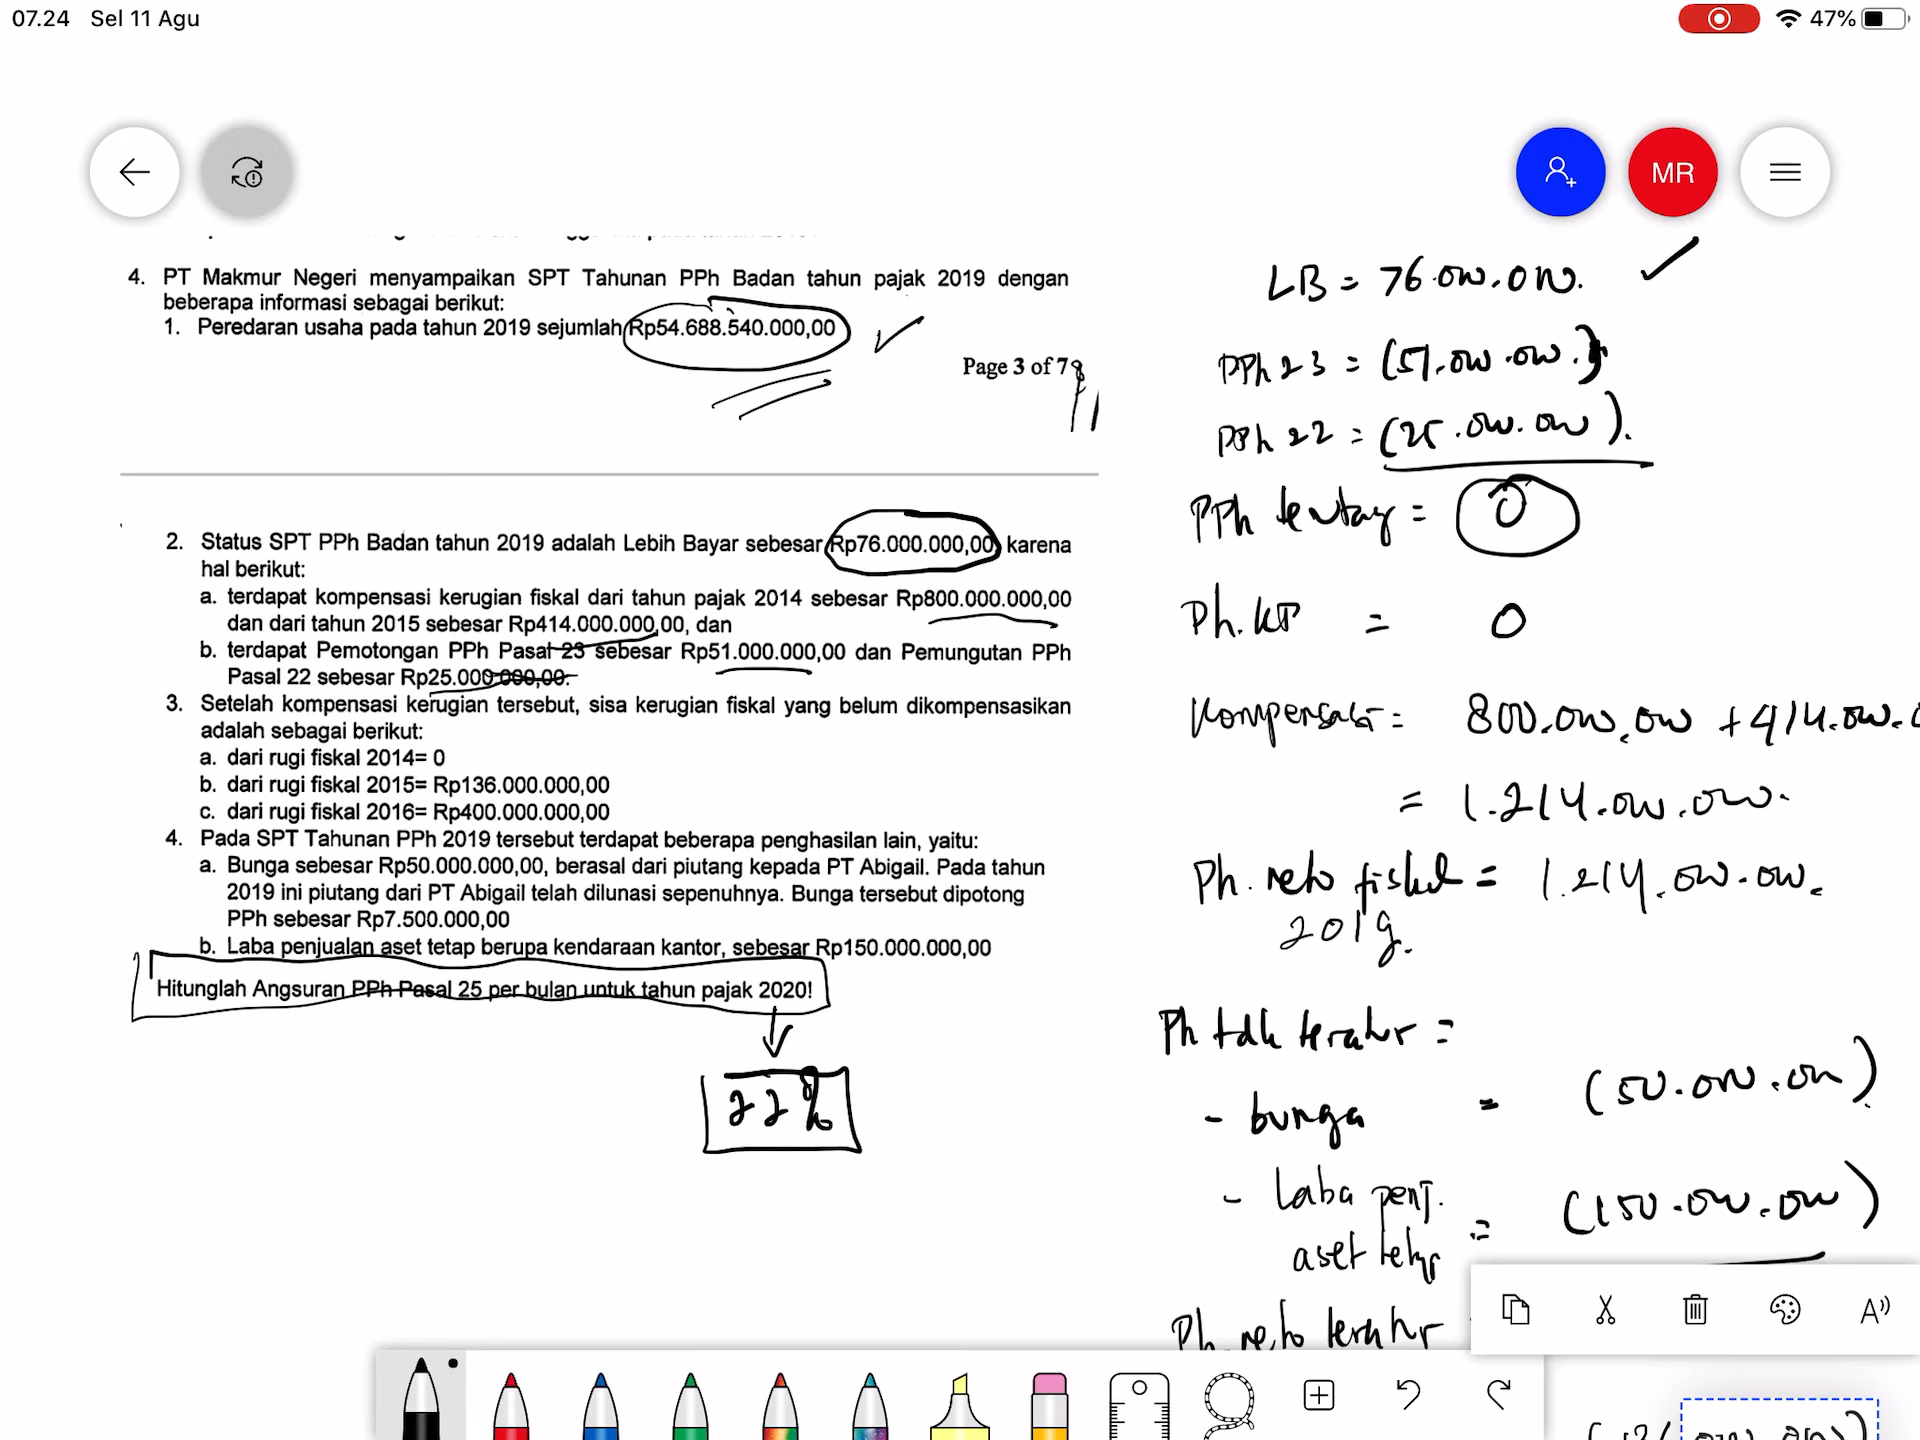 07.24 Sel 11 Agu
47%
MR
4. PT Makmur Negeri menyampaikan SPT Tahunan PPh Badan tahun pajak 2019 dengan
beberapa informasi sebagai berikut:
1. Peredaran usaha pada tahun 2019 sejumlah Rp54.688.540.000,00
Page 3 of 78
2. Status SPT PPh Badan tahun 2019 adalah Lebih Bayar sebesar Rp76.000.000,00 karena
hal berikut:
a. terdapat kompensasi kerugian fiskal dari tahun pajak 2014 sebesar Rp800.000.000,00
dan dari tahun 2015 sebesar Rp414.000.000,00, dan
b. terdapat Pemotongan PPh Pasal 23 sebesar Rp51.000.000,00 dan Pemungutan PPh
Pasal 22 sebesar Rp25.000.000,00.
3. Setelah kompensasi kerugian tersebut, sisa kerugian fiskal yang belum dikompensasikan
adalah sebagai berikut:
a. dari rugi fiskal 2014= 0
b. dari rugi fiskal 2015= Rp136.000.000,00
c. dari rugi fiskal 2016= Rp400.000.000,00
4. Pada SPT Tahunan PPh 2019 tersebut terdapat beberapa penghasilan lain, yaitu:
a. Bunga sebesar Rp50.000.000,00, berasal dari piutang kepada PT Abigail. Pada tahun
2019 ini piutang dari PT Abigail telah dilunasi sepenuhnya. Bunga tersebut dipotong
PPh sebesar Rp7.500.000,00
b. Laba penjualan aset tetap berupa kendaraan kantor, sebesar Rp150.000.000,00
Hitunglah Angsuran PPh Pasal 25 per bulan untuk tahun pajak 2020!
22%
LB = 76.000.000.
PPh 23 = (51.000.000.)
PPh 22 = (25.000.000).
PPh terutang = 0
Ph. KP = 0
Kompensasi = 800.000.000 + 414.000.0
= 1.214.000.000.
Ph. neto fiskal = 1.214.000.000.
2019.
Ph tdk teratur =
- bunga = (50.000.000)
- Laba penj. aset tetap = (150.000.000)
Ph. neto teratur
A